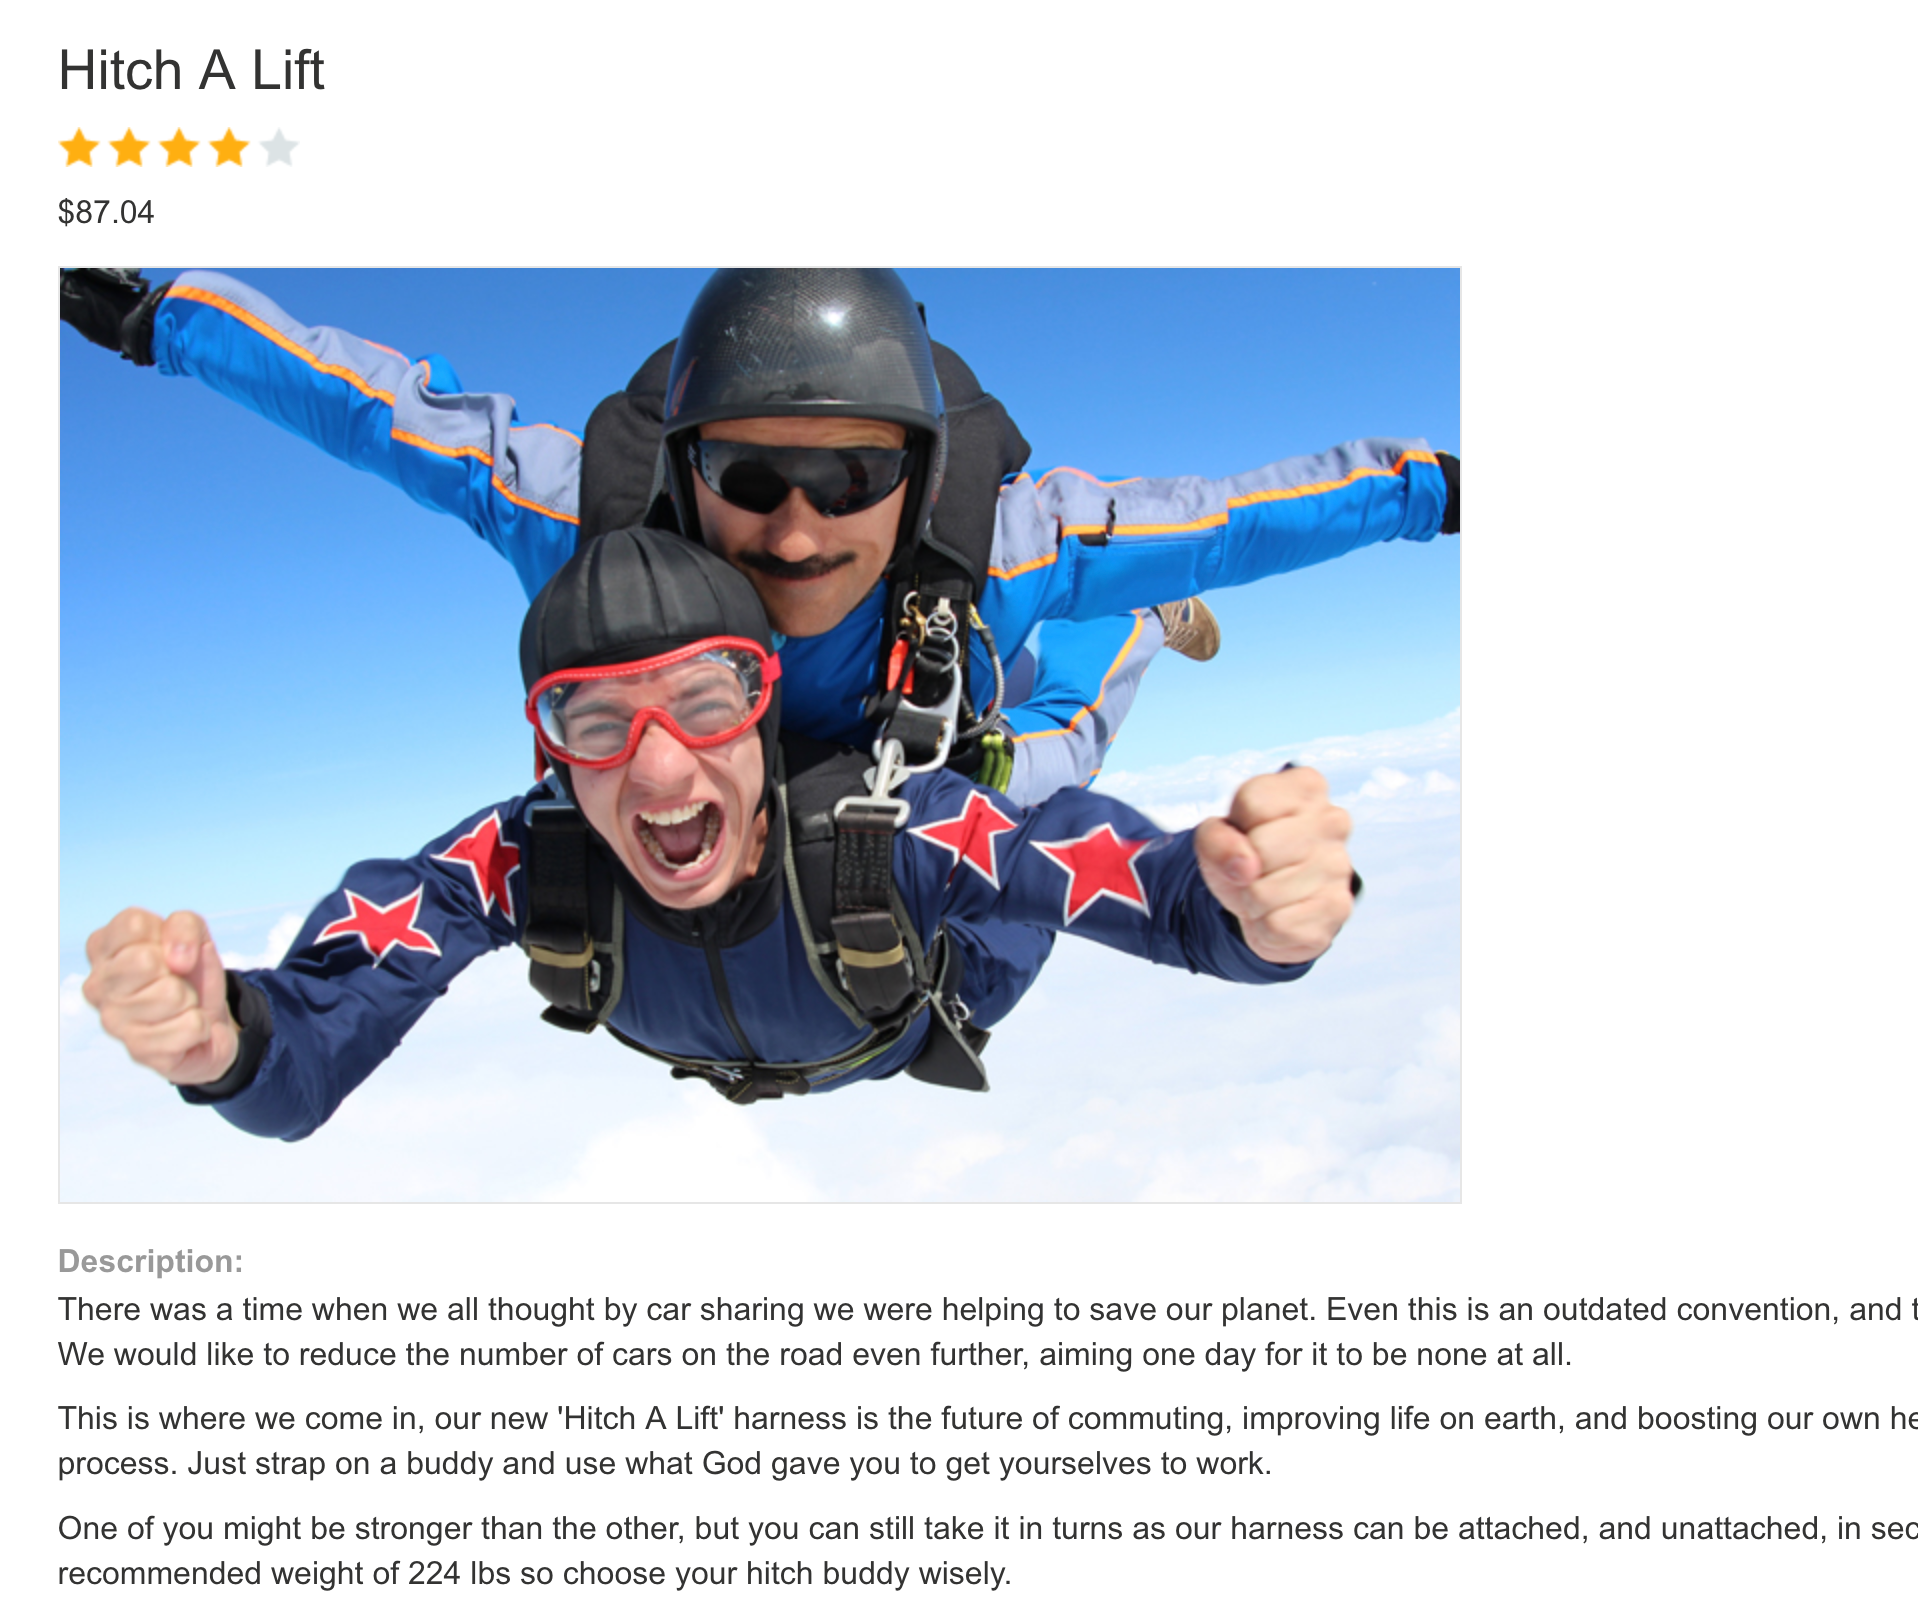 Hitch A Lift
$87.04
Description:
There was a time when we all thought by car sharing we were helping to save our planet. Even this is an outdated convention, and
We would like to reduce the number of cars on the road even further, aiming one day for it to be none at all.
This is where we come in, our new 'Hitch A Lift' harness is the future of commuting, improving life on earth, and boosting our own
process. Just strap on a buddy and use what God gave you to get yourselves to work.
One of you might be stronger than the other, but you can still take it in turns as our harness can be attached, and unattached, in
recommended weight of 224 lbs so choose your hitch buddy wisely.